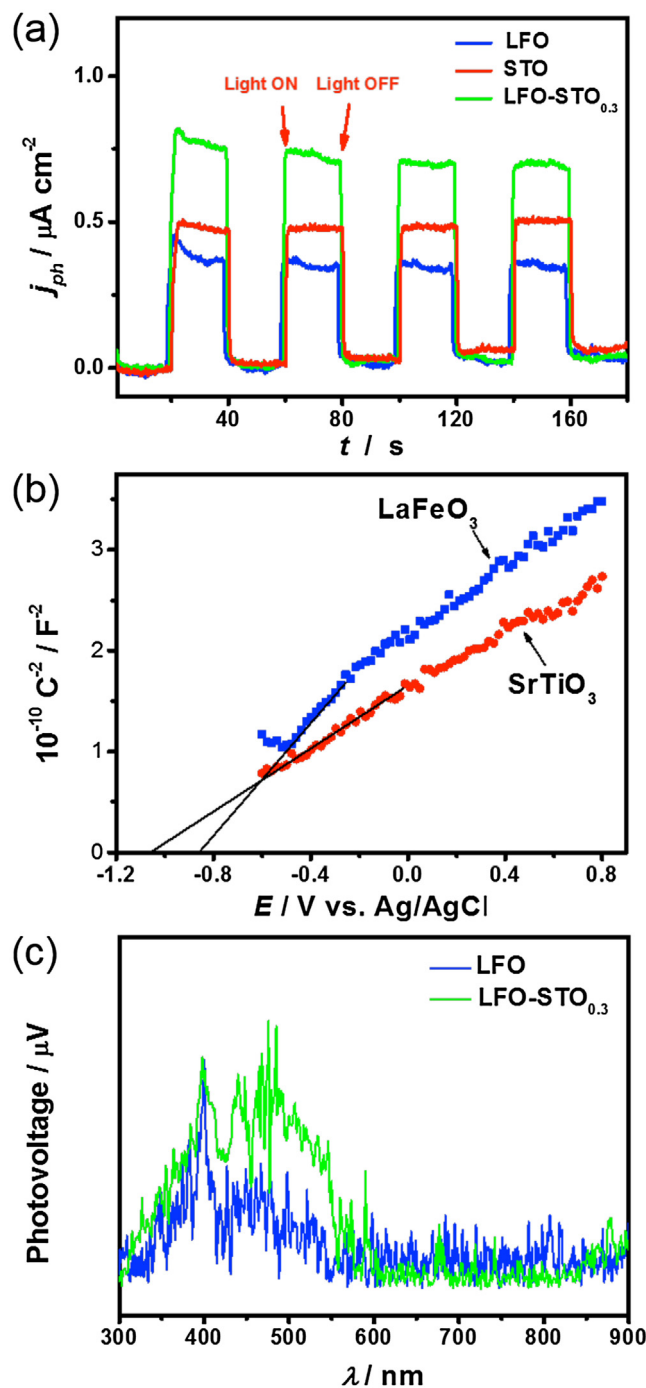 (a)
LFO
STO
LFO-STO0.3
Light ON
Light OFF
1.0
0.5
0.0
jph / μA cm-2
40
80
120
160
t / s
(b)
LaFeO3
SrTiO3
3
2
1
0
10-10 C-2 / F-2
-1.2
-0.8
-0.4
0.0
0.4
0.8
E / V vs. Ag/AgCl
(c)
LFO
LFO-STO0.3
Photovoltage / μV
300
400
500
600
700
800
900
λ / nm